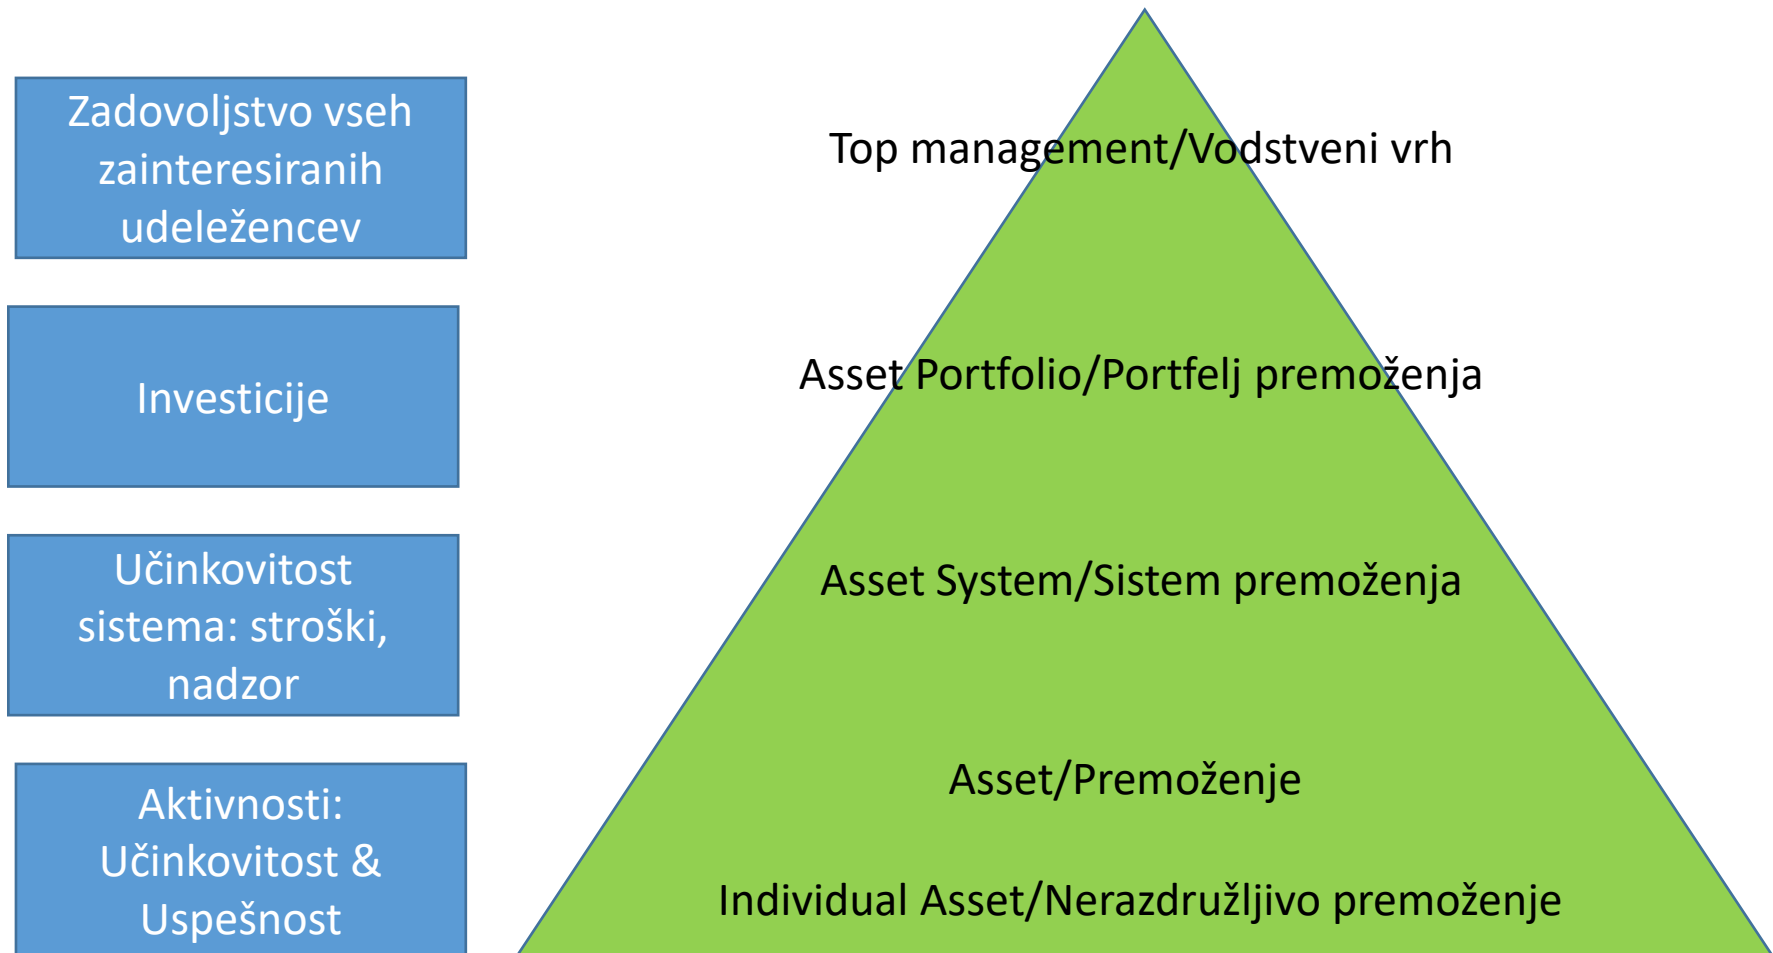 Zadovoljstvo vseh
zainteresiranih
udeležencev
Top management/Vodstveni vrh
Investicije
Asset Portfolio/Portfelj premoženja
Učinkovitost
sistema: stroški,
nadzor
Asset System/Sistem premoženja
Aktivnosti:
Učinkovitost &
Uspešnost
Asset/Premoženje
Individual Asset/Nerazdružljivo premoženje